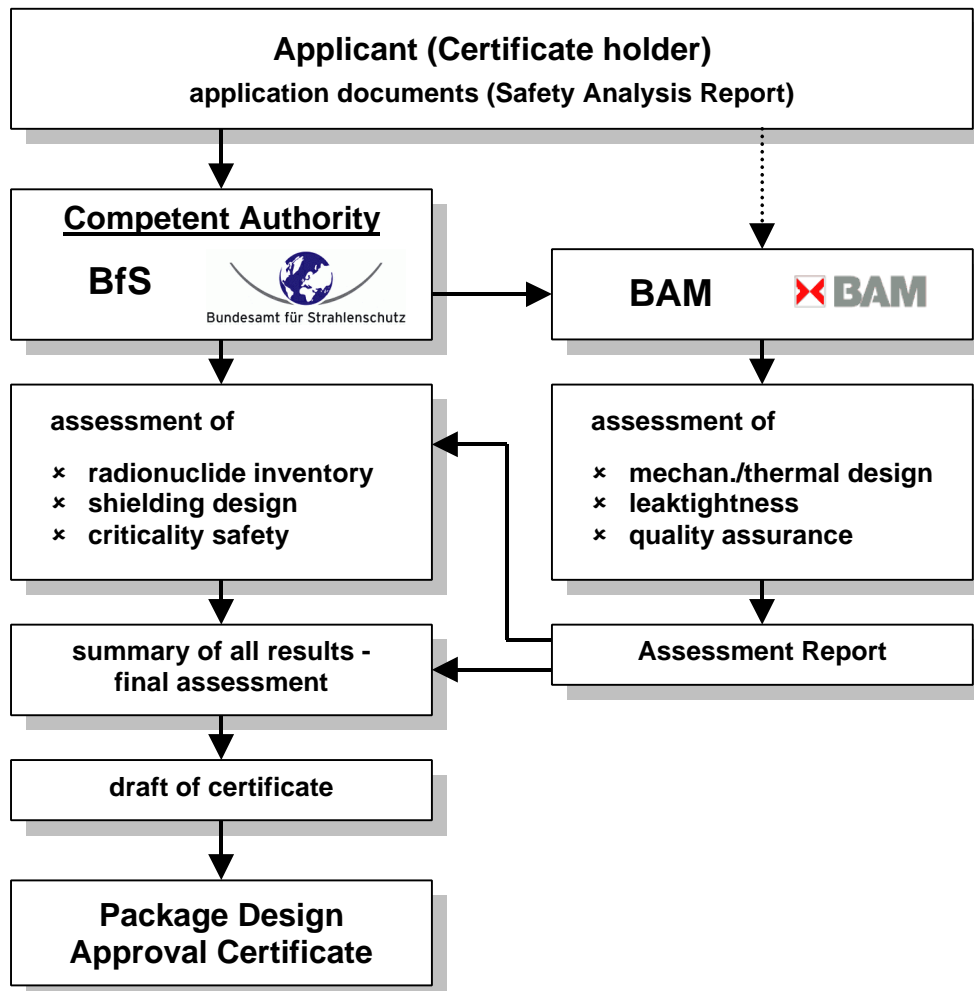 Applicant (Certificate holder)
application documents (Safety Analysis Report)
Competent Authority
BfS
Bundesamt für Strahlenschutz
BAM
BAM
assessment of
× radionuclide inventory
× shielding design
× criticality safety
assessment of
× mechan./thermal design
× leaktightness
× quality assurance
summary of all results -
final assessment
Assessment Report
draft of certificate
Package Design
Approval Certificate